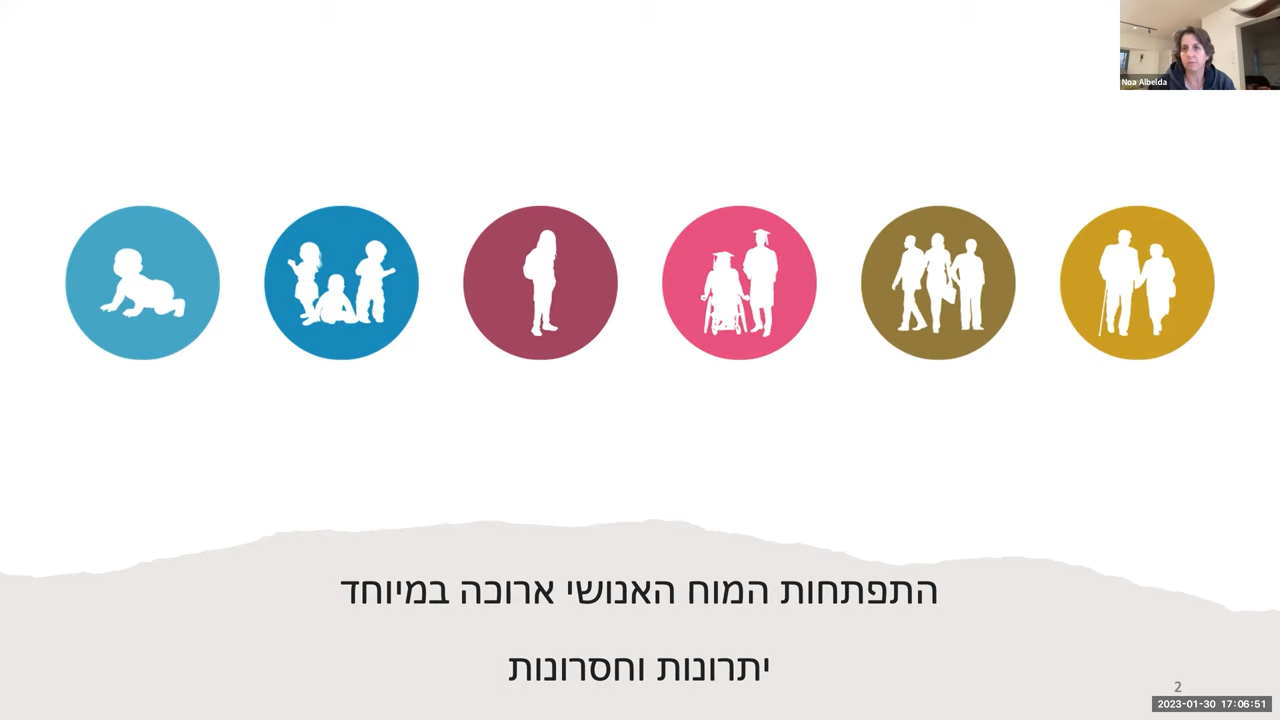 Noa Albelda
התפתחות המוח האנושי ארוכה במיוחד
יתרונות וחסרונות
2
2023-01-30 17:06:51